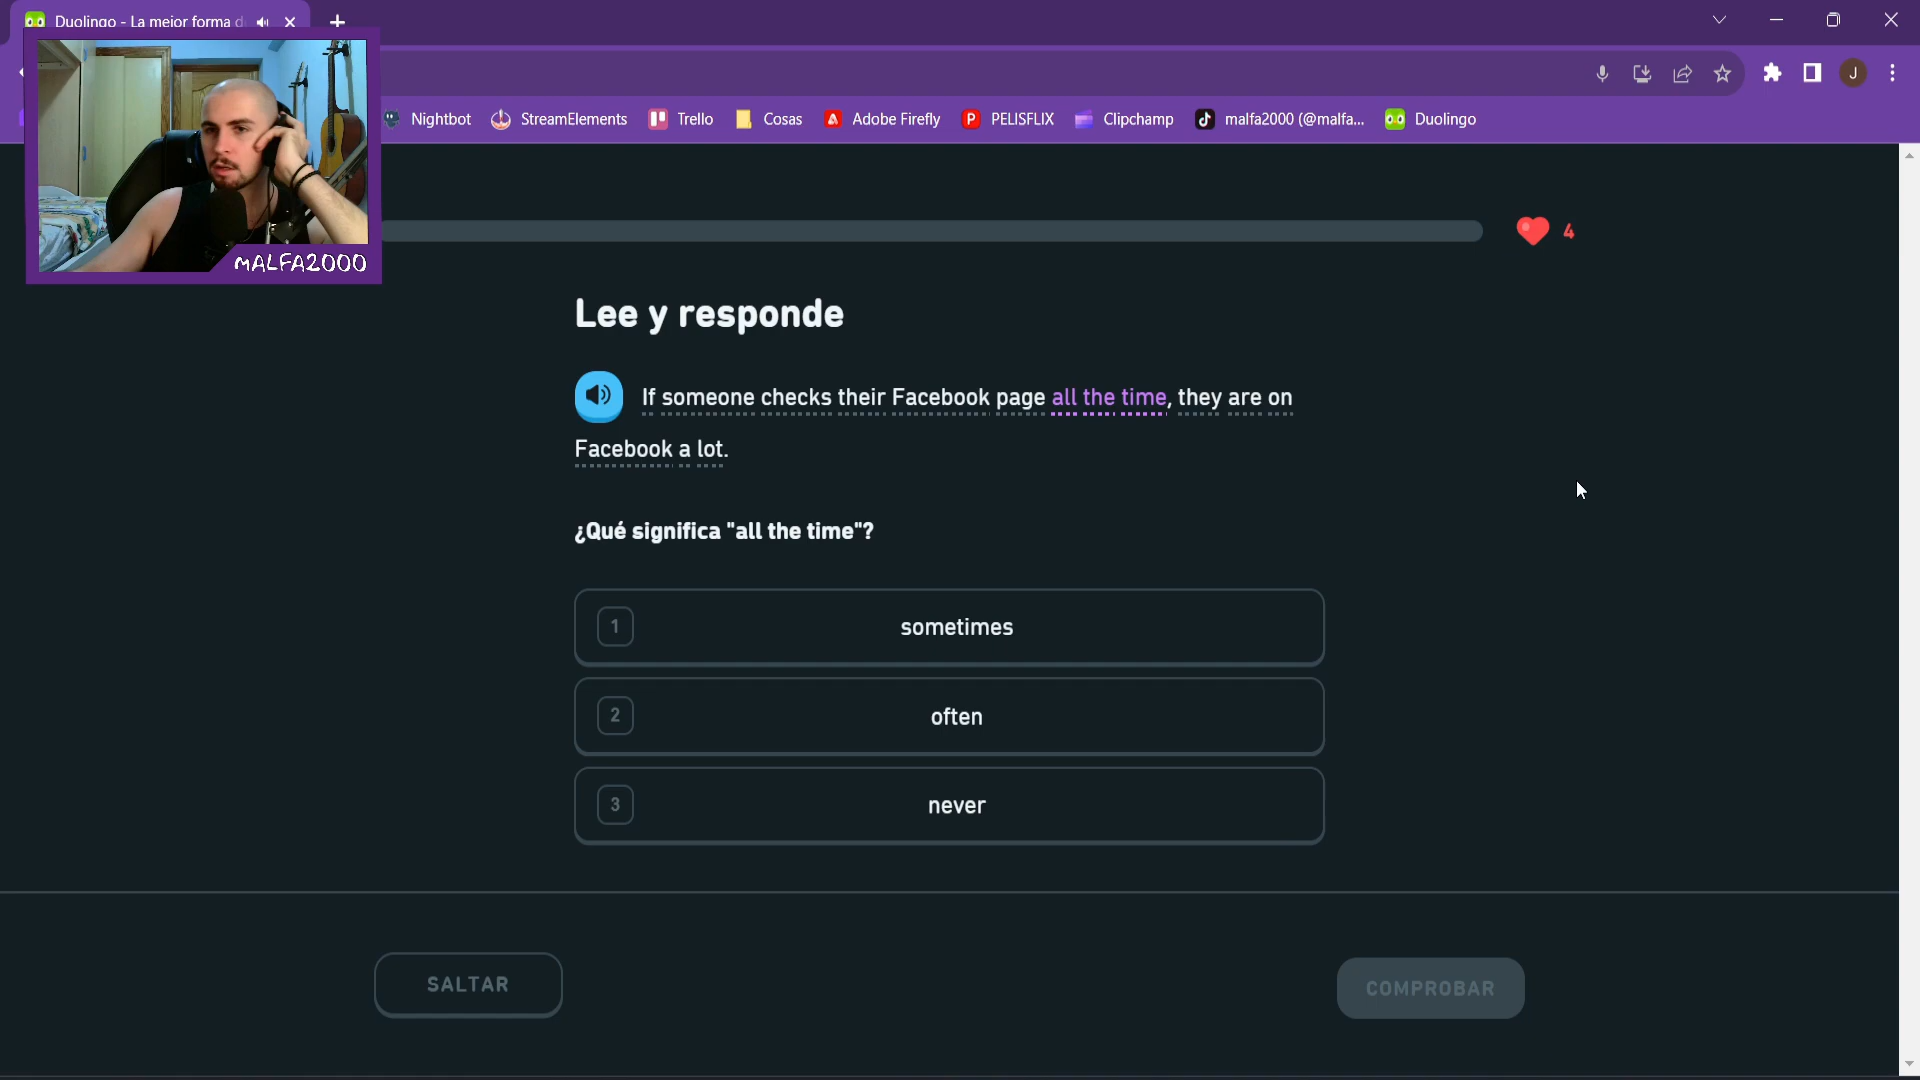 Duolingo - La mejor forma d
Nightbot
StreamElements
Trello
Cosas
Adobe Firefly
PELISFLIX
Clipchamp
malfa2000 (@malfa...
Duolingo
J
MALFA2000
4
Lee y responde
If someone checks their Facebook page all the time, they are on
Facebook a lot.
¿Qué significa "all the time"?
1 sometimes
2 often
3 never
SALTAR
COMPROBAR